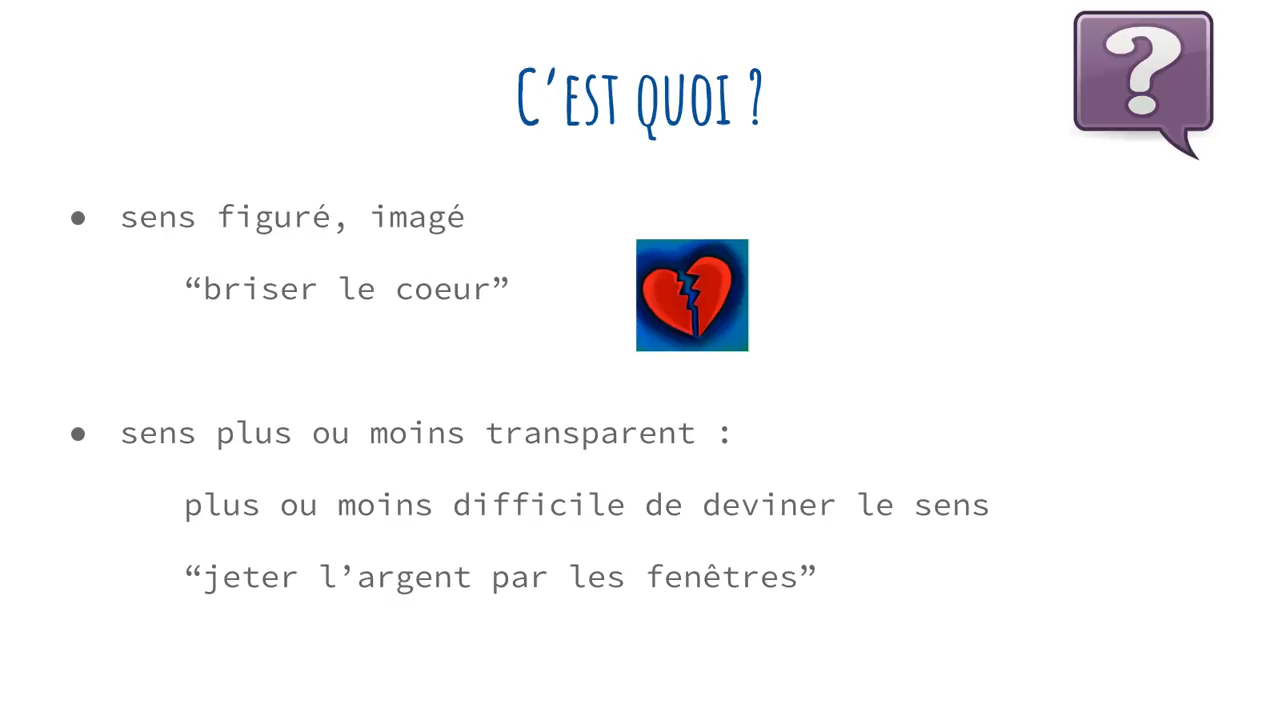 C'est quoi ?
● sens figuré, imagé
“briser le coeur”
● sens plus ou moins transparent :
plus ou moins difficile de deviner le sens
“jeter l’argent par les fenêtres”